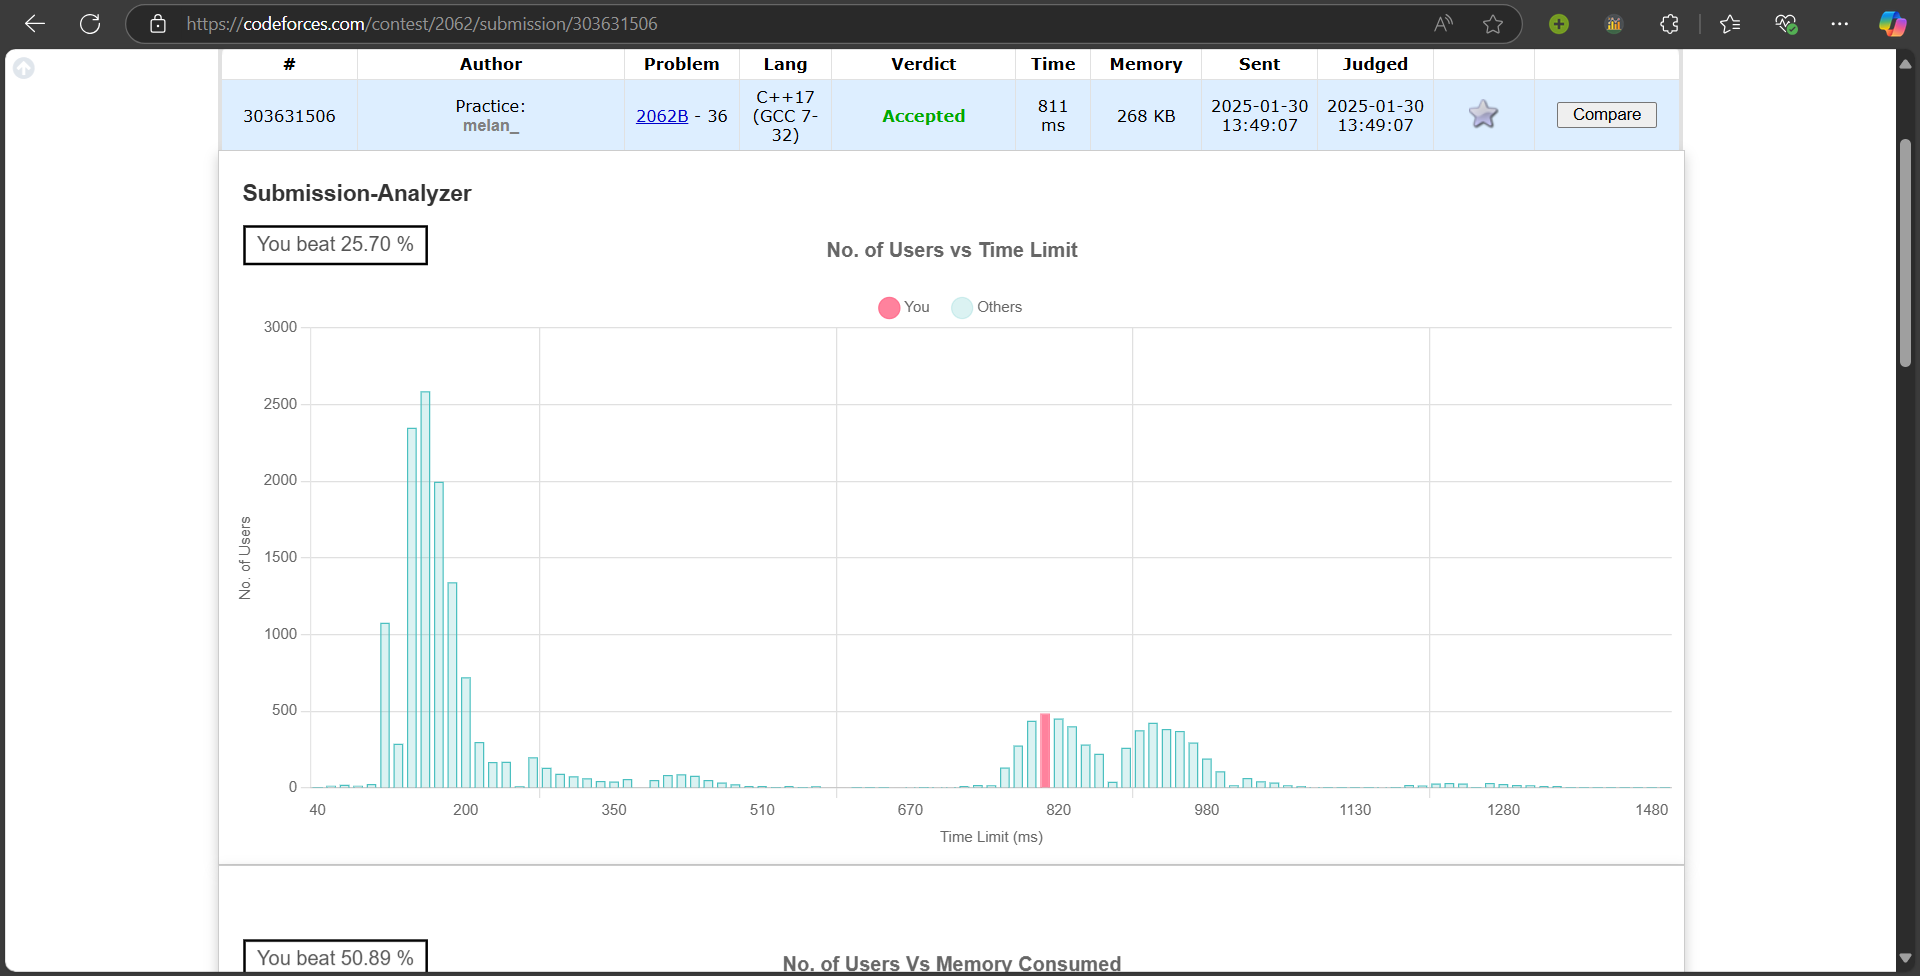 https://codeforces.com/contest/2062/submission/303631506
# Author Problem Lang Verdict Time Memory Sent Judged
303631506 Practice: melan_ 2062B - 36 C++17 (GCC 7-32) Accepted 811 ms 268 KB 2025-01-30 13:49:07 2025-01-30 13:49:07 Compare
Submission-Analyzer
You beat 25.70 %
No. of Users vs Time Limit
You Others
3000
2500
2000
1500
1000
500
0
No. of Users
40 200 350 510 670 820 980 1130 1280 1480
Time Limit (ms)
You beat 50.89 %
No. of Users Vs Memory Consumed